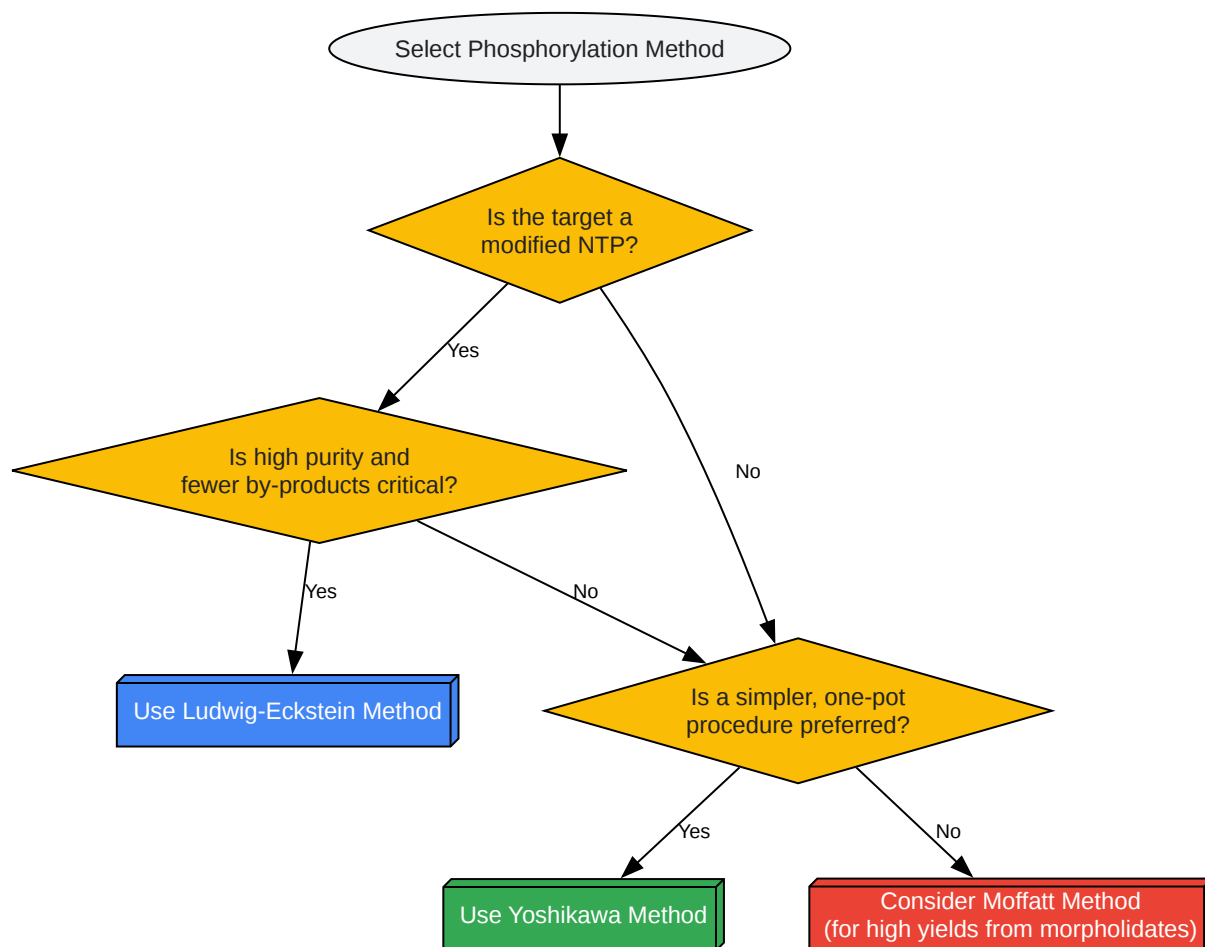 Select Phosphorylation Method
Is the target a
modified NTP?
Yes
No
Is high purity and
fewer by-products critical?
Yes
No
Use Ludwig-Eckstein Method
Is a simpler, one-pot
procedure preferred?
Yes
No
Use Yoshikawa Method
Consider Moffatt Method
(for high yields from morpholidates)